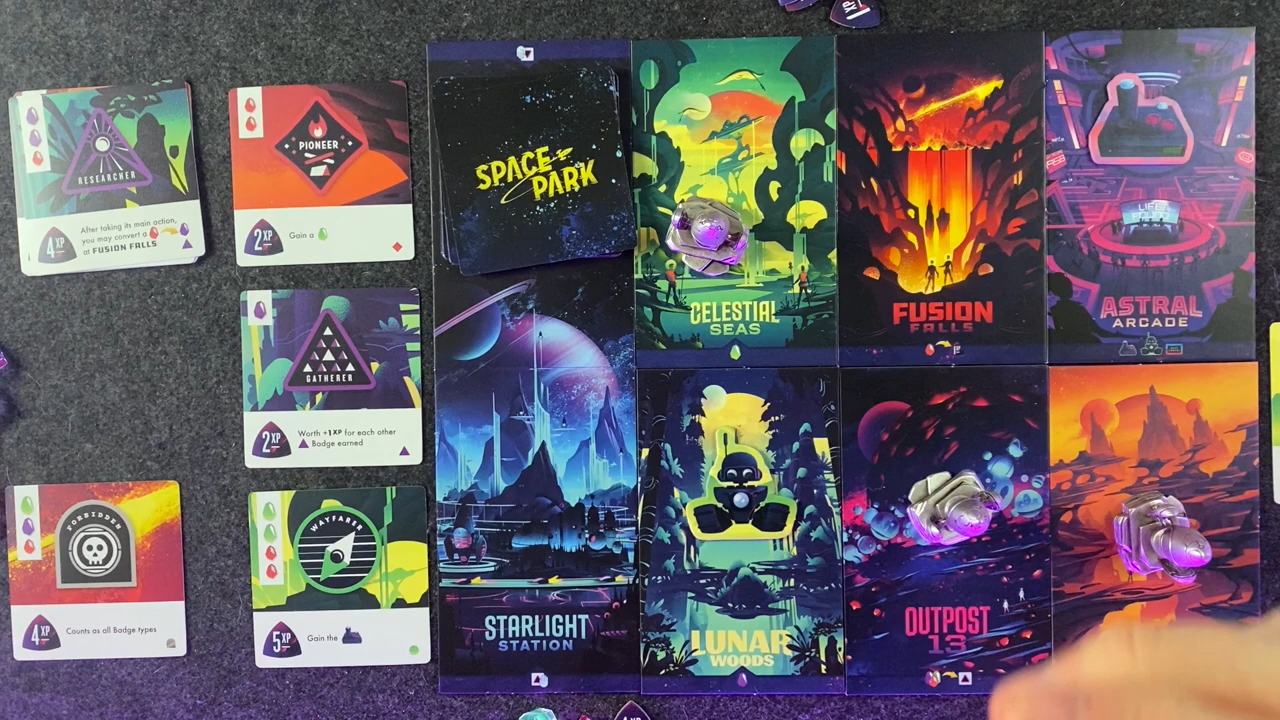 RESEARCHER
4XP
After taking its main action,
you may convert a
at FUSION FALLS
PIONEER
2XP
Gain a
GATHERER
2XP
Worth +1XP for each other
Badge earned
FORBIDDEN
4XP
Counts as all Badge types
WAYFARER
5XP
Gain the
SPACE
PARK
STARLIGHT
STATION
CELESTIAL
SEAS
FUSION
FALLS
ASTRAL
ARCADE
LUNAR
WOODS
OUTPOST
13
XP
1XP